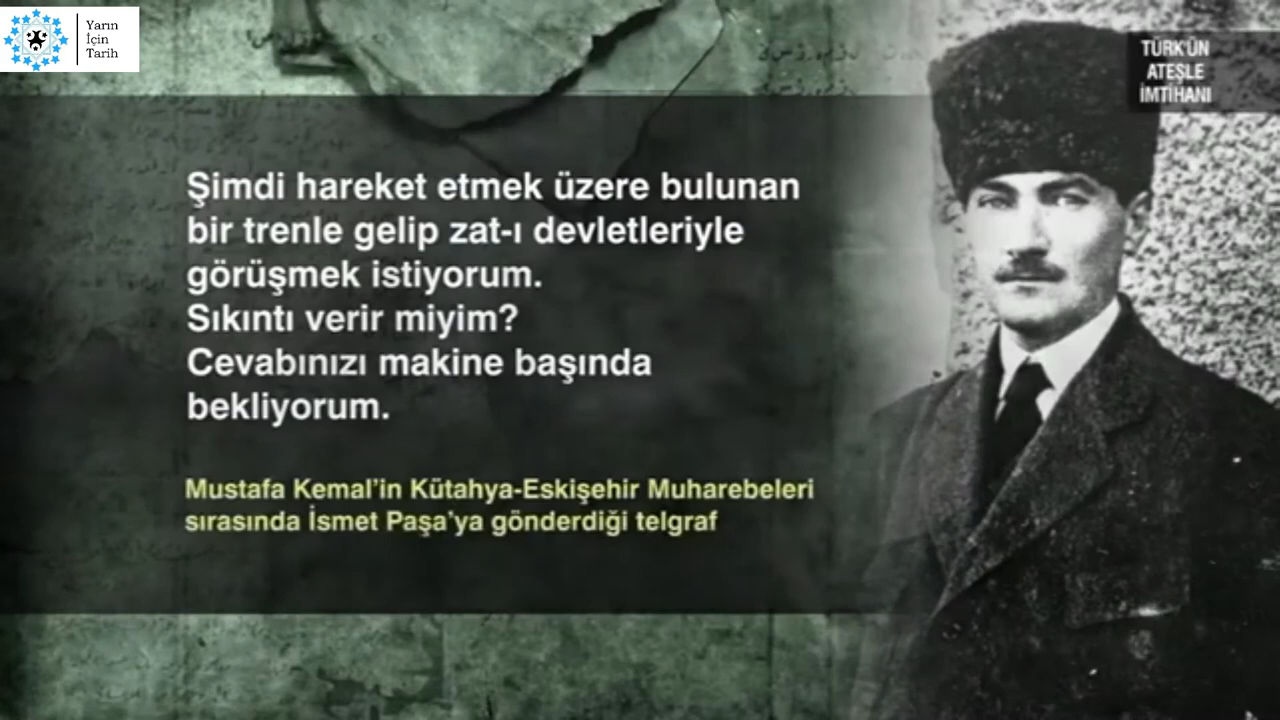 Yarın
İçin
Tarih
TÜRK'ÜN
ATEŞLE
İMTİHANI
Şimdi hareket etmek üzere bulunan
bir trenle gelip zat-ı devletleriyle
görüşmek istiyorum.
Sıkıntı verir miyim?
Cevabınızı makine başında
bekliyorum.
Mustafa Kemal'in Kütahya-Eskişehir Muharebeleri
sırasında İsmet Paşa'ya gönderdiği telgraf